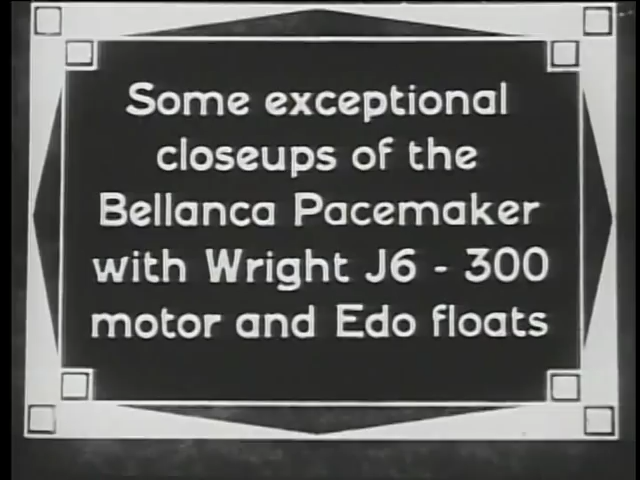 Some exceptional
closeups of the
Bellanca Pacemaker
with Wright J6 - 300
motor and Edo floats